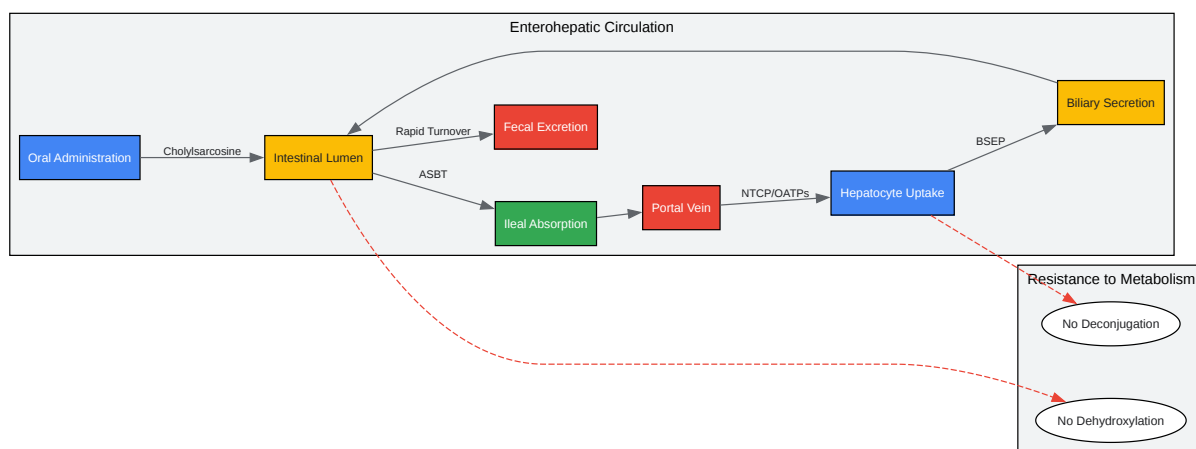 Enterohepatic Circulation
Biliary Secretion
Fecal Excretion
Rapid Turnover
BSEP
Oral Administration
Cholylsarcosine
Intestinal Lumen
ASBT
NTCP/OATPs
Hepatocyte Uptake
Portal Vein
Ileal Absorption
Resistance to Metabolism
No Deconjugation
No Dehydroxylation